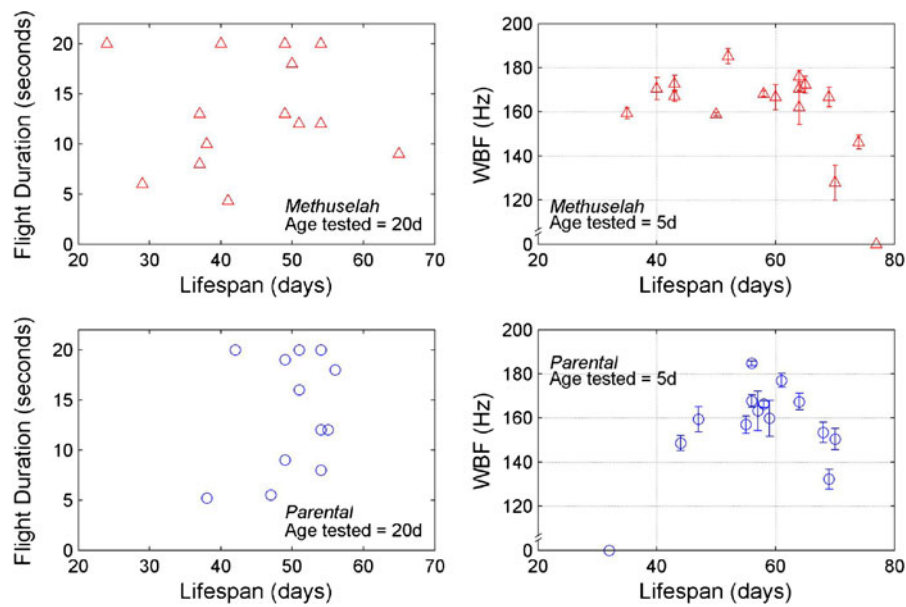 Flight Duration (seconds)
20
15
10
5
0
Methuselah
Age tested = 20d
20 30 40 50 60 70
Lifespan (days)
WBF (Hz)
200
180
160
140
120
0
Methuselah
Age tested = 5d
20 40 60 80
Lifespan (days)
Flight Duration (seconds)
20
15
10
5
0
Parental
Age tested = 20d
20 30 40 50 60 70
Lifespan (days)
WBF (Hz)
200
180
160
140
120
0
Parental
Age tested = 5d
20 40 60 80
Lifespan (days)